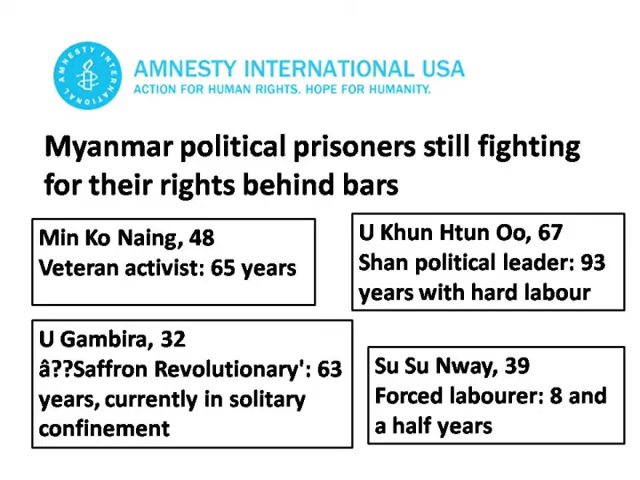 AMNESTY INTERNATIONAL
AMNESTY INTERNATIONAL USA
ACTION FOR HUMAN RIGHTS. HOPE FOR HUMANITY.
Myanmar political prisoners still fighting
for their rights behind bars
Min Ko Naing, 48
Veteran activist: 65 years
U Khun Htun Oo, 67
Shan political leader: 93
years with hard labour
U Gambira, 32
â??Saffron Revolutionary': 63
years, currently in solitary
confinement
Su Su Nway, 39
Forced labourer: 8 and
a half years